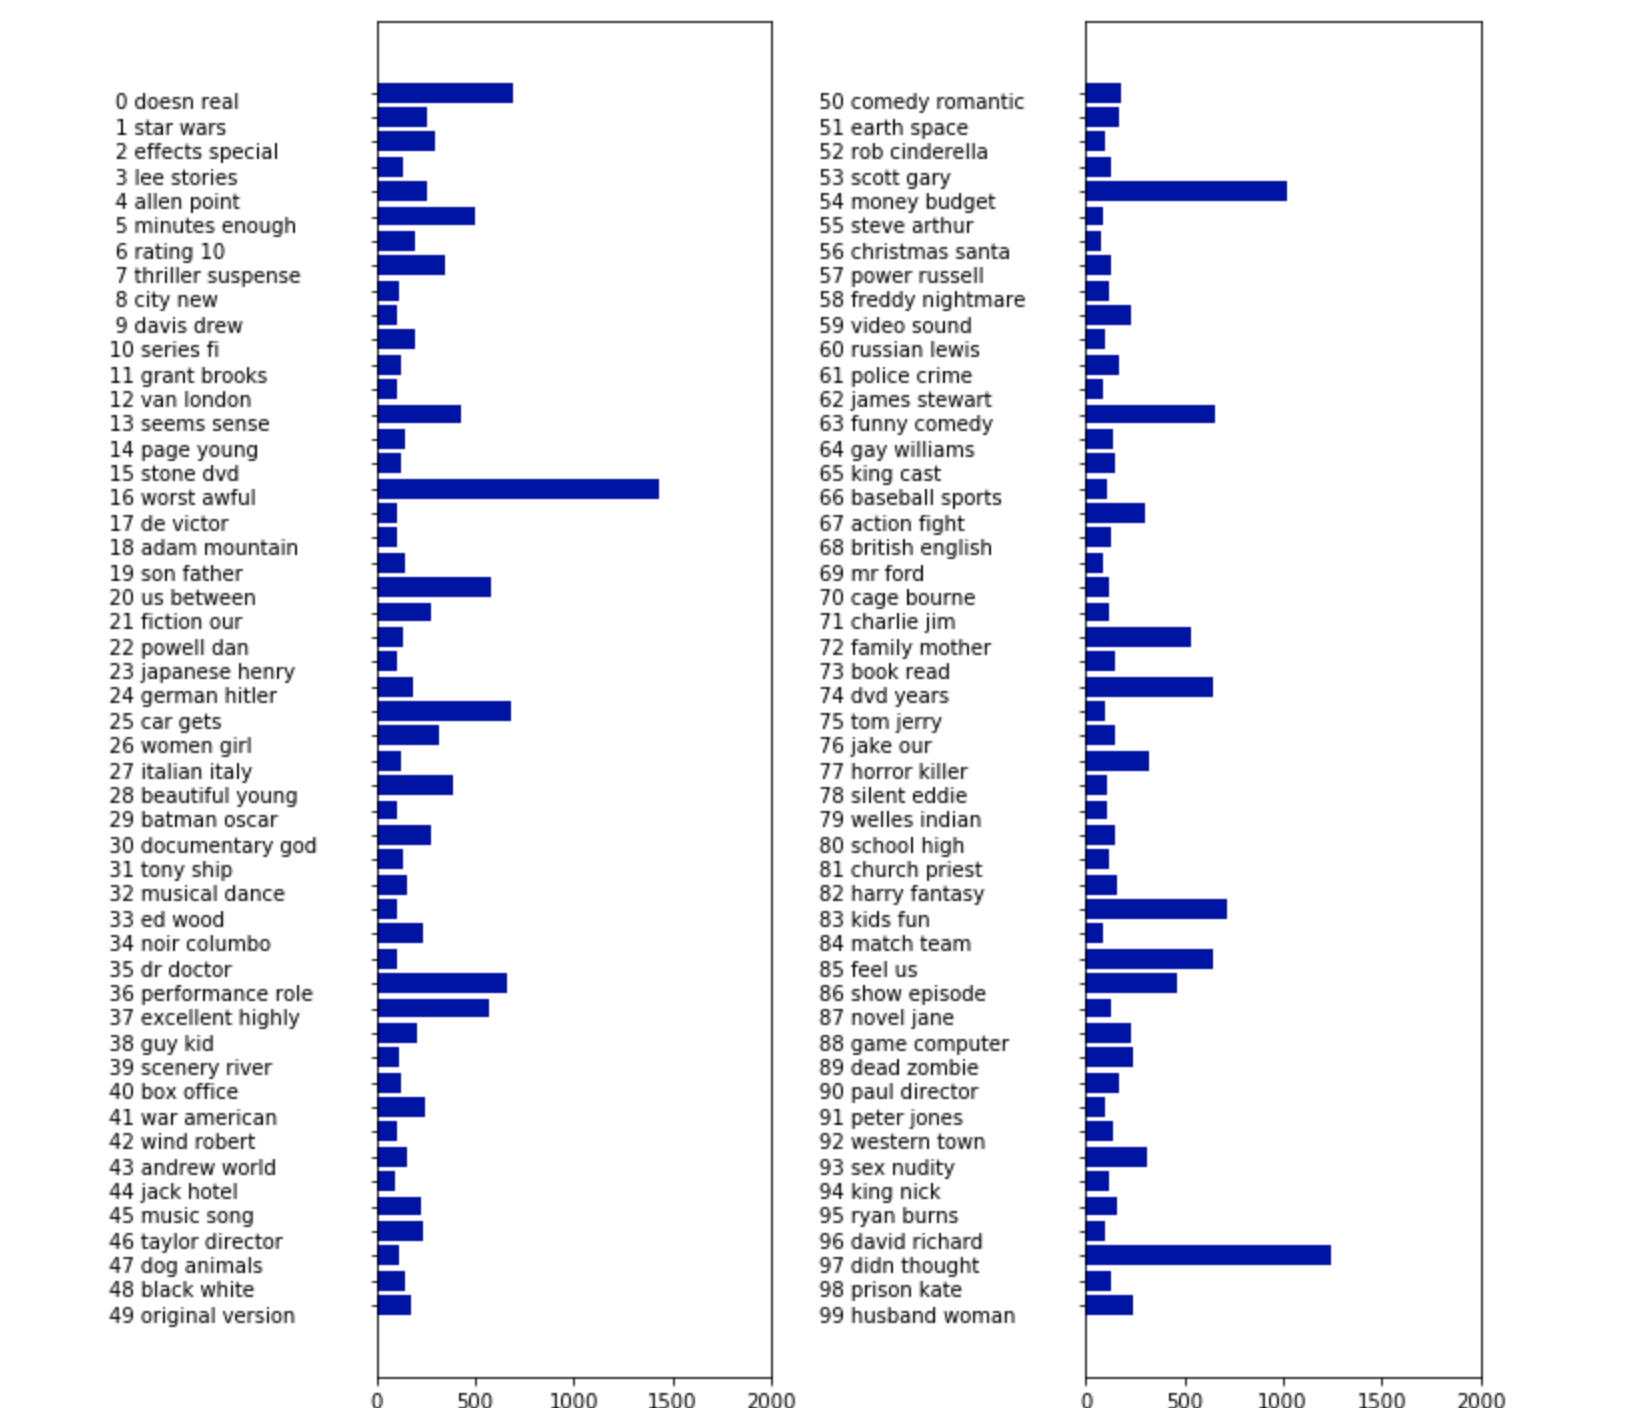 0 doesn real
1 star wars
2 effects special
3 lee stories
4 allen point
5 minutes enough
6 rating 10
7 thriller suspense
8 city new
9 davis drew
10 series fi
11 grant brooks
12 van london
13 seems sense
14 page young
15 stone dvd
16 worst awful
17 de victor
18 adam mountain
19 son father
20 us between
21 fiction our
22 powell dan
23 japanese henry
24 german hitler
25 car gets
26 women girl
27 italian italy
28 beautiful young
29 batman oscar
30 documentary god
31 tony ship
32 musical dance
33 ed wood
34 noir columbo
35 dr doctor
36 performance role
37 excellent highly
38 guy kid
39 scenery river
40 box office
41 war american
42 wind robert
43 andrew world
44 jack hotel
45 music song
46 taylor director
47 dog animals
48 black white
49 original version
0 500 1000 1500 2000
50 comedy romantic
51 earth space
52 rob cinderella
53 scott gary
54 money budget
55 steve arthur
56 christmas santa
57 power russell
58 freddy nightmare
59 video sound
60 russian lewis
61 police crime
62 james stewart
63 funny comedy
64 gay williams
65 king cast
66 baseball sports
67 action fight
68 british english
69 mr ford
70 cage bourne
71 charlie jim
72 family mother
73 book read
74 dvd years
75 tom jerry
76 jake our
77 horror killer
78 silent eddie
79 welles indian
80 school high
81 church priest
82 harry fantasy
83 kids fun
84 match team
85 feel us
86 show episode
87 novel jane
88 game computer
89 dead zombie
90 paul director
91 peter jones
92 western town
93 sex nudity
94 king nick
95 ryan burns
96 david richard
97 didn thought
98 prison kate
99 husband woman
0 500 1000 1500 2000